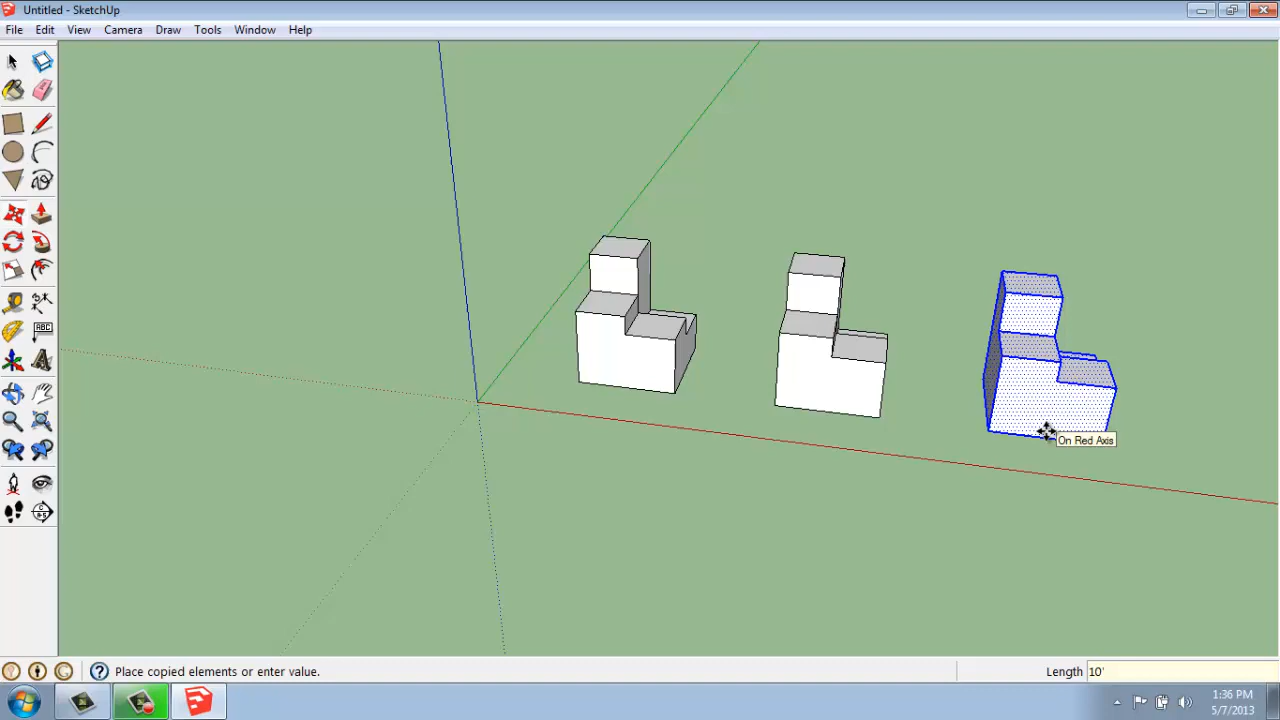 Untitled - SketchUp
File Edit View Camera Draw Tools Window Help
ABC
A
On Red Axis
Place copied elements or enter value.
Length 10'
1:36 PM
5/7/2013